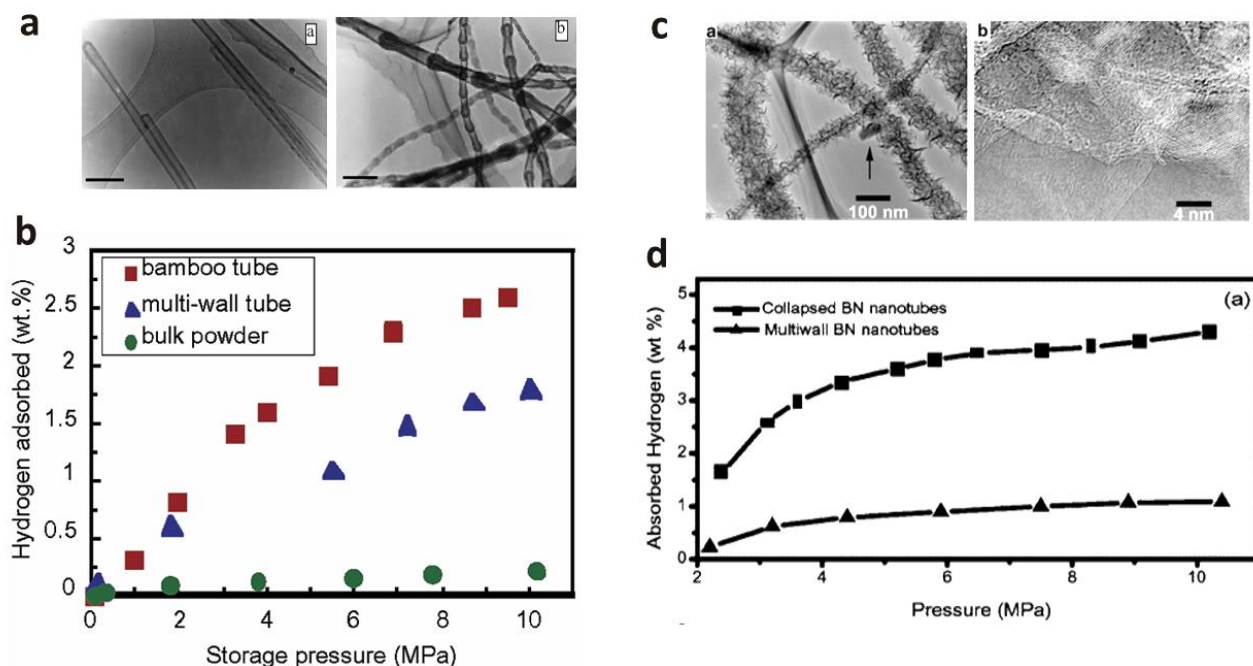 a
a
b
b
3
2.5
2
1.5
1
0.5
0
Hydrogen adsorbed (wt.%)
bamboo tube
multi-wall tube
bulk powder
0 2 4 6 8 10
Storage pressure (MPa)
c
a
100 nm
b
4 nm
d
5
4
3
2
1
0
Absorbed Hydrogen (wt %)
Collapsed BN nanotubes
Multiwall BN nanotubes
(a)
2 4 6 8 10
Pressure (MPa)